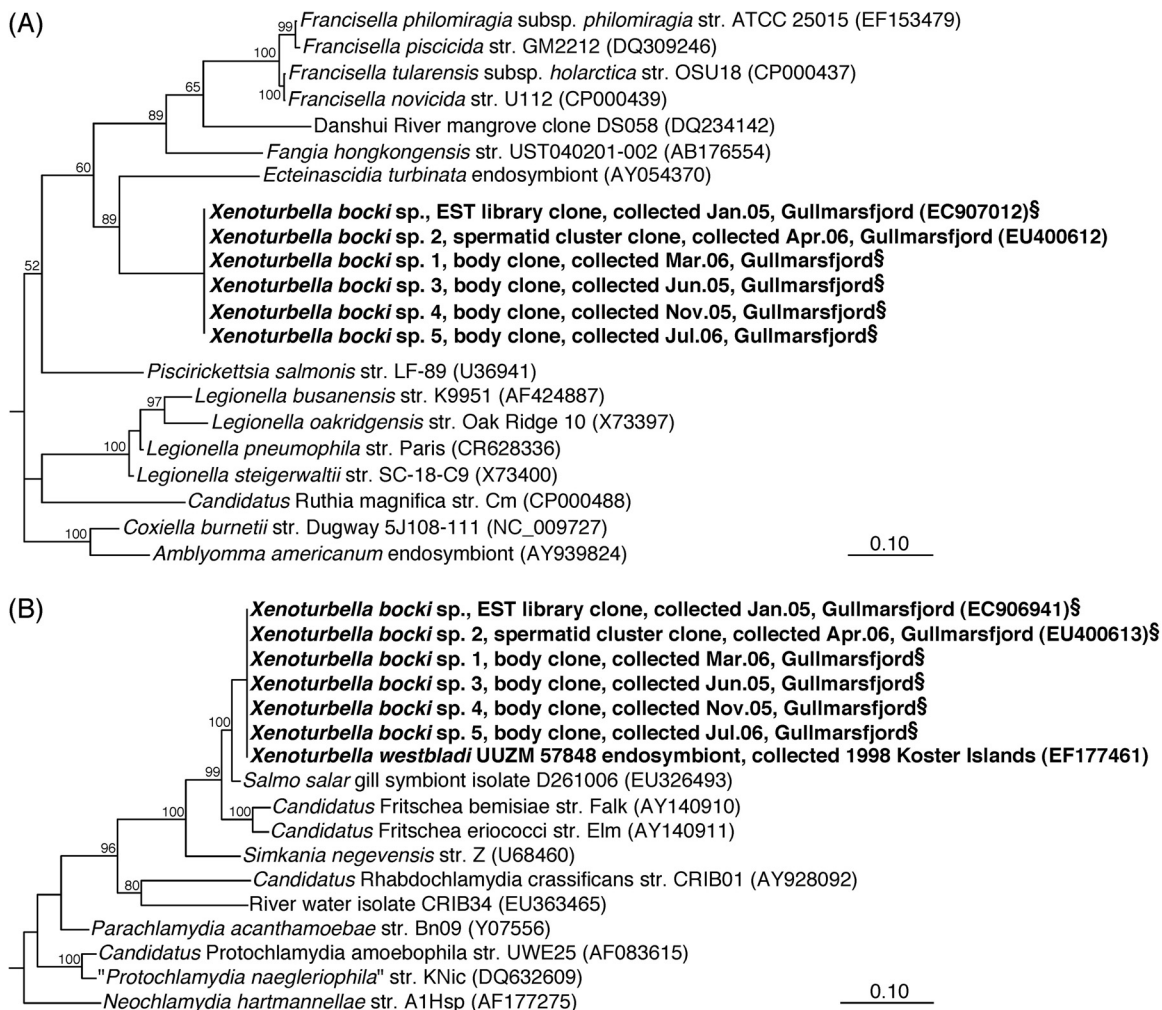 (A)
Francisella philomiragia subsp. philomiragia str. ATCC 25015 (EF153479)
99
Francisella piscicida str. GM2212 (DQ309246)
100
Francisella tularensis subsp. holarctica str. OSU18 (CP000437)
65
100
Francisella novicida str. U112 (CP000439)
89
Danshui River mangrove clone DS058 (DQ234142)
Fangia hongkongensis str. UST040201-002 (AB176554)
60
Ecteinascidia turbinata endosymbiont (AY054370)
89
Xenoturbella bocki sp., EST library clone, collected Jan.05, Gullmarsfjord (EC907012)§
Xenoturbella bocki sp. 2, spermatid cluster clone, collected Apr.06, Gullmarsfjord (EU400612)
52
Xenoturbella bocki sp. 1, body clone, collected Mar.06, Gullmarsfjord§
Xenoturbella bocki sp. 3, body clone, collected Jun.05, Gullmarsfjord§
Xenoturbella bocki sp. 4, body clone, collected Nov.05, Gullmarsfjord§
Xenoturbella bocki sp. 5, body clone, collected Jul.06, Gullmarsfjord§
Piscirickettsia salmonis str. LF-89 (U36941)
97
Legionella busanensis str. K9951 (AF424887)
Legionella oakridgensis str. Oak Ridge 10 (X73397)
100
Legionella pneumophila str. Paris (CR628336)
Legionella steigerwaltii str. SC-18-C9 (X73400)
Candidatus Ruthia magnifica str. Cm (CP000488)
100
Coxiella burnetii str. Dugway 5J108-111 (NC_009727)
Amblyomma americanum endosymbiont (AY939824)
0.10
(B)
Xenoturbella bocki sp., EST library clone, collected Jan.05, Gullmarsfjord (EC906941)§
Xenoturbella bocki sp. 2, spermatid cluster clone, collected Apr.06, Gullmarsfjord (EU400613)§
Xenoturbella bocki sp. 1, body clone, collected Mar.06, Gullmarsfjord§
Xenoturbella bocki sp. 3, body clone, collected Jun.05, Gullmarsfjord§
Xenoturbella bocki sp. 4, body clone, collected Nov.05, Gullmarsfjord§
100
Xenoturbella bocki sp. 5, body clone, collected Jul.06, Gullmarsfjord§
Xenoturbella westbladi UUZM 57848 endosymbiont, collected 1998 Koster Islands (EF177461)
99
Salmo salar gill symbiont isolate D261006 (EU326493)
100
100
Candidatus Fritschea bemisiae str. Falk (AY140910)
Candidatus Fritschea eriococci str. Elm (AY140911)
96
Simkania negevensis str. Z (U68460)
80
Candidatus Rhabdochlamydia crassificans str. CRIB01 (AY928092)
River water isolate CRIB34 (EU363465)
Parachlamydia acanthamoebae str. Bn09 (Y07556)
100
Candidatus Protochlamydia amoebophila str. UWE25 (AF083615)
"Protochlamydia naegleriophila" str. KNic (DQ632609)
Neochlamydia hartmannellae str. A1Hsp (AF177275)
0.10